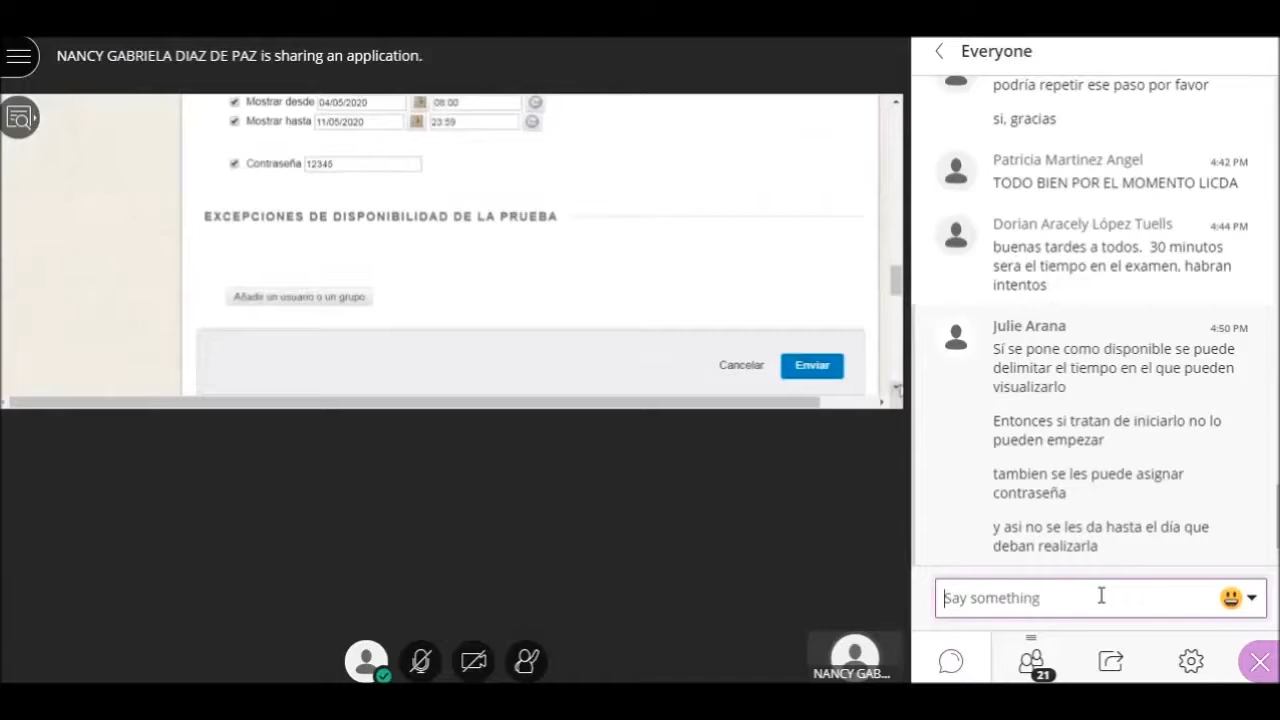 NANCY GABRIELA DIAZ DE PAZ is sharing an application.
Mostrar desde 04/05/2020 08:00
Mostrar hasta 11/05/2020 23:59
Contraseña 12345
EXCEPCIONES DE DISPONIBILIDAD DE LA PRUEBA
Añadir un usuario o un grupo
Cancelar Enviar
NANCY GAB...
Everyone
podría repetir ese paso por favor
si, gracias
Patricia Martinez Angel 4:42 PM
TODO BIEN POR EL MOMENTO LICDA
Dorian Aracely López Tuells 4:44 PM
buenas tardes a todos. 30 minutos
sera el tiempo en el examen, habran
intentos
Julie Arana 4:50 PM
Sí se pone como disponible se puede
delimitar el tiempo en el que pueden
visualizarlo
Entonces si tratan de iniciarlo no lo
pueden empezar
tambien se les puede asignar
contraseña
y asi no se les da hasta el día que
deban realizarla
Say something
21